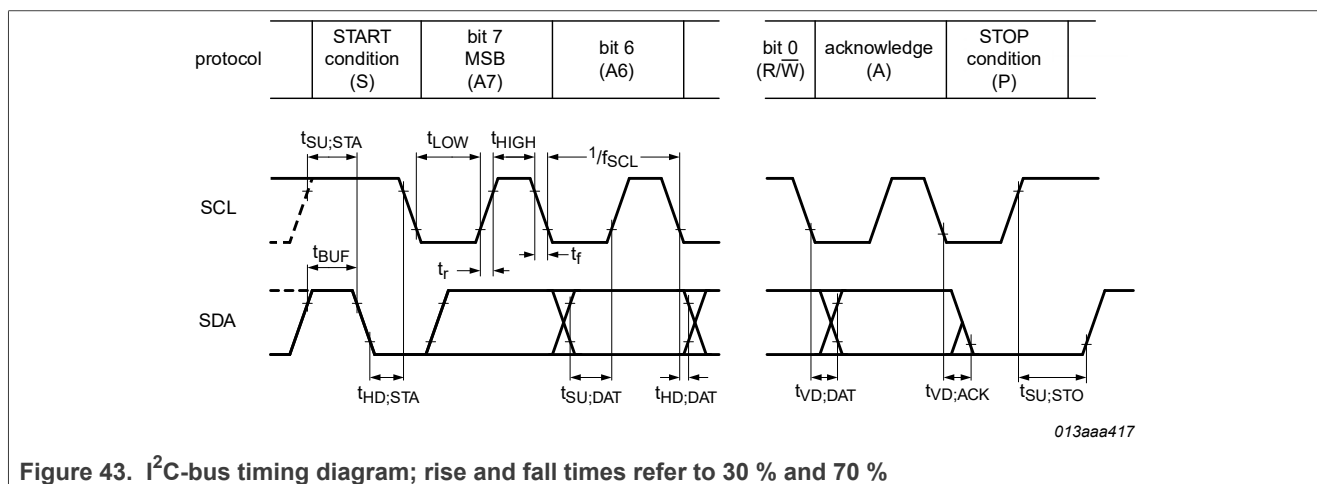 protocol
START
condition
(S)
bit 7
MSB
(A7)
bit 6
(A6)
bit 0
(R/W̅)
acknowledge
(A)
STOP
condition
(P)
tSU;STA
tLOW
tHIGH
1/fSCL
SCL
tBUF
tr
tf
SDA
tHD;STA
tSU;DAT
tHD;DAT
tVD;DAT
tVD;ACK
tSU;STO
013aaa417
Figure 43. I²C-bus timing diagram; rise and fall times refer to 30 % and 70 %